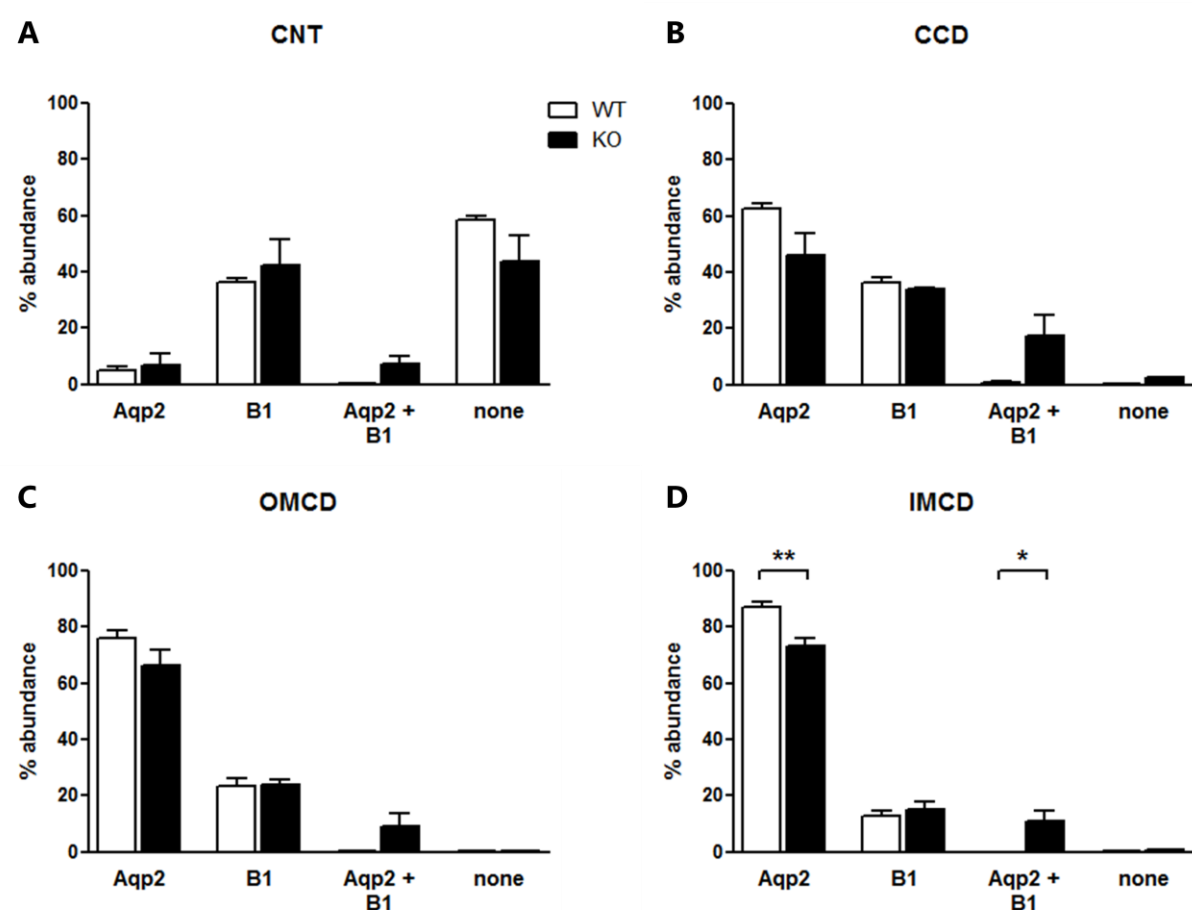 A
CNT
WT
KO
% abundance
100
80
60
40
20
0
Aqp2
B1
Aqp2 +
B1
none
B
CCD
% abundance
100
80
60
40
20
0
Aqp2
B1
Aqp2 +
B1
none
C
OMCD
% abundance
100
80
60
40
20
0
Aqp2
B1
Aqp2 +
B1
none
D
IMCD
% abundance
100
80
60
40
20
0
**
*
Aqp2
B1
Aqp2 +
B1
none